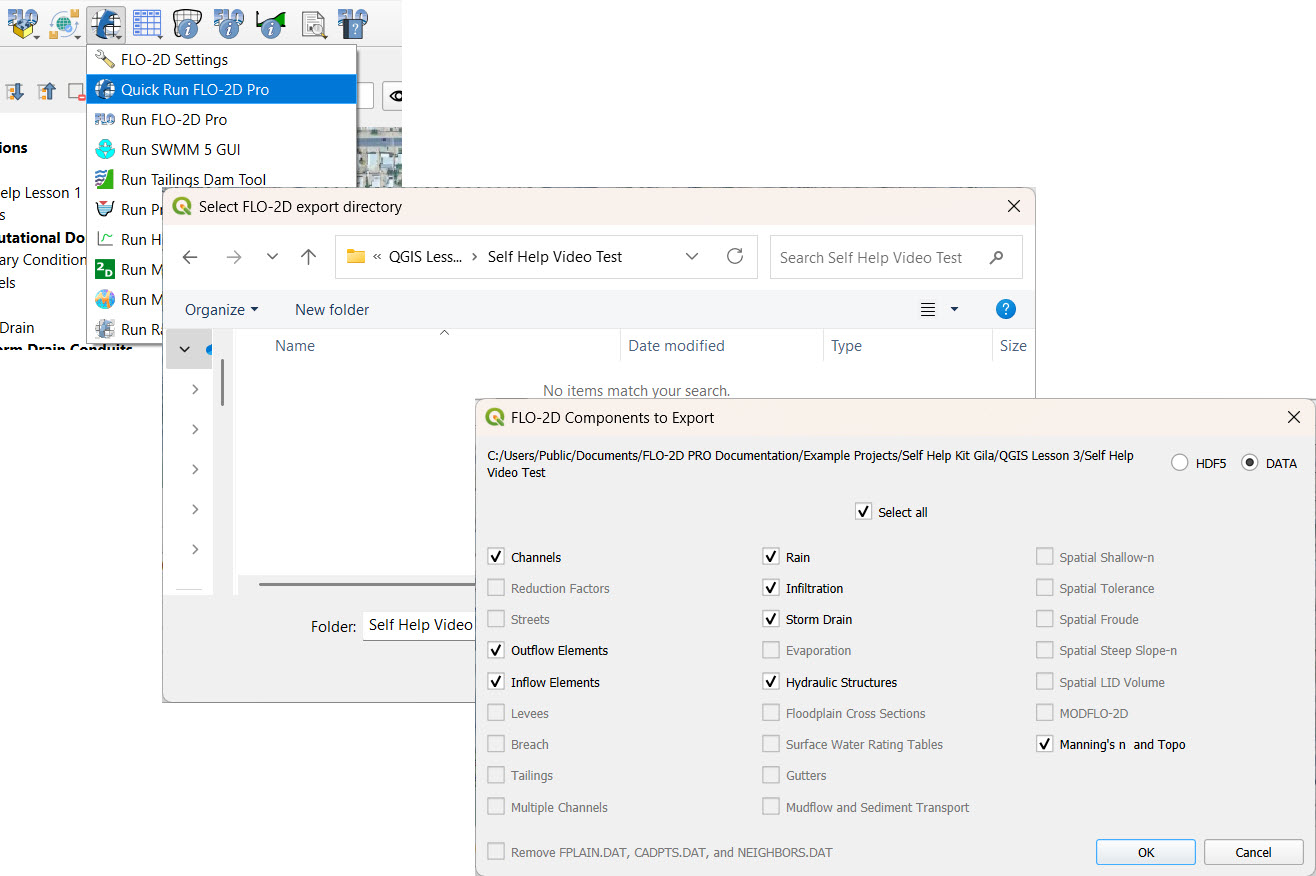 FLO-2D Settings
Quick Run FLO-2D Pro
FLO Run FLO-2D Pro
Run SWMM 5 GUI
Run Tailings Dam Tool
Run P
Run H
2D Run M
Run M
Run Ra
ions
elp Lesson 1
s
utational Do
ary Condition
els
Drain
orm Drain Conduits
Select FLO-2D export directory
« QGIS Less... › Self Help Video Test
Search Self Help Video Test
Organize
New folder
?
Name
Date modified
Type
Size
No items match your search.
Folder: Self Help Video
FLO-2D Components to Export
C:/Users/Public/Documents/FLO-2D PRO Documentation/Example Projects/Self Help Kit Gila/QGIS Lesson 3/Self Help
Video Test
HDF5
DATA
Select all
Channels
Reduction Factors
Streets
Outflow Elements
Inflow Elements
Levees
Breach
Tailings
Multiple Channels
Rain
Infiltration
Storm Drain
Evaporation
Hydraulic Structures
Floodplain Cross Sections
Surface Water Rating Tables
Gutters
Mudflow and Sediment Transport
Spatial Shallow-n
Spatial Tolerance
Spatial Froude
Spatial Steep Slope-n
Spatial LID Volume
MODFLO-2D
Manning's n and Topo
Remove FPLAIN.DAT, CADPTS.DAT, and NEIGHBORS.DAT
OK
Cancel